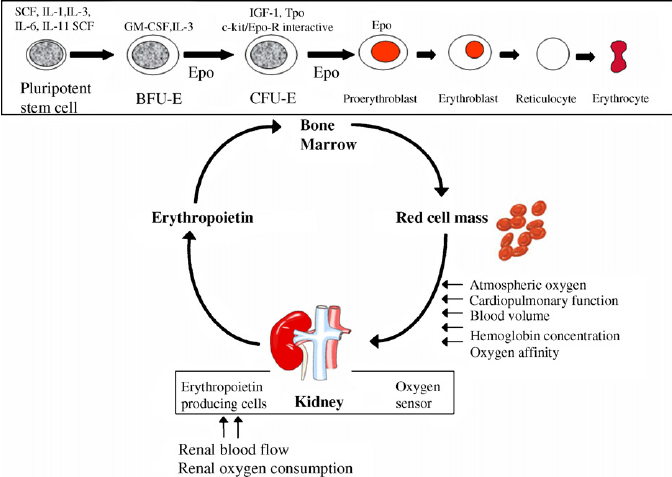 SCF, IL-1,IL-3,
IL-6, IL-11 SCF
GM-CSF,IL-3
IGF-1, Tpo
c-kit/Epo-R interactive
Epo
Epo
Epo
Pluripotent
stem cell
BFU-E
CFU-E
Proerythroblast
Erythroblast
Reticulocyte
Erythrocyte
Bone
Marrow
Erythropoietin
Red cell mass
Atmospheric oxygen
Cardiopulmonary function
Blood volume
Hemoglobin concentration
Oxygen affinity
Erythropoietin
producing cells
Kidney
Oxygen
sensor
Renal blood flow
Renal oxygen consumption